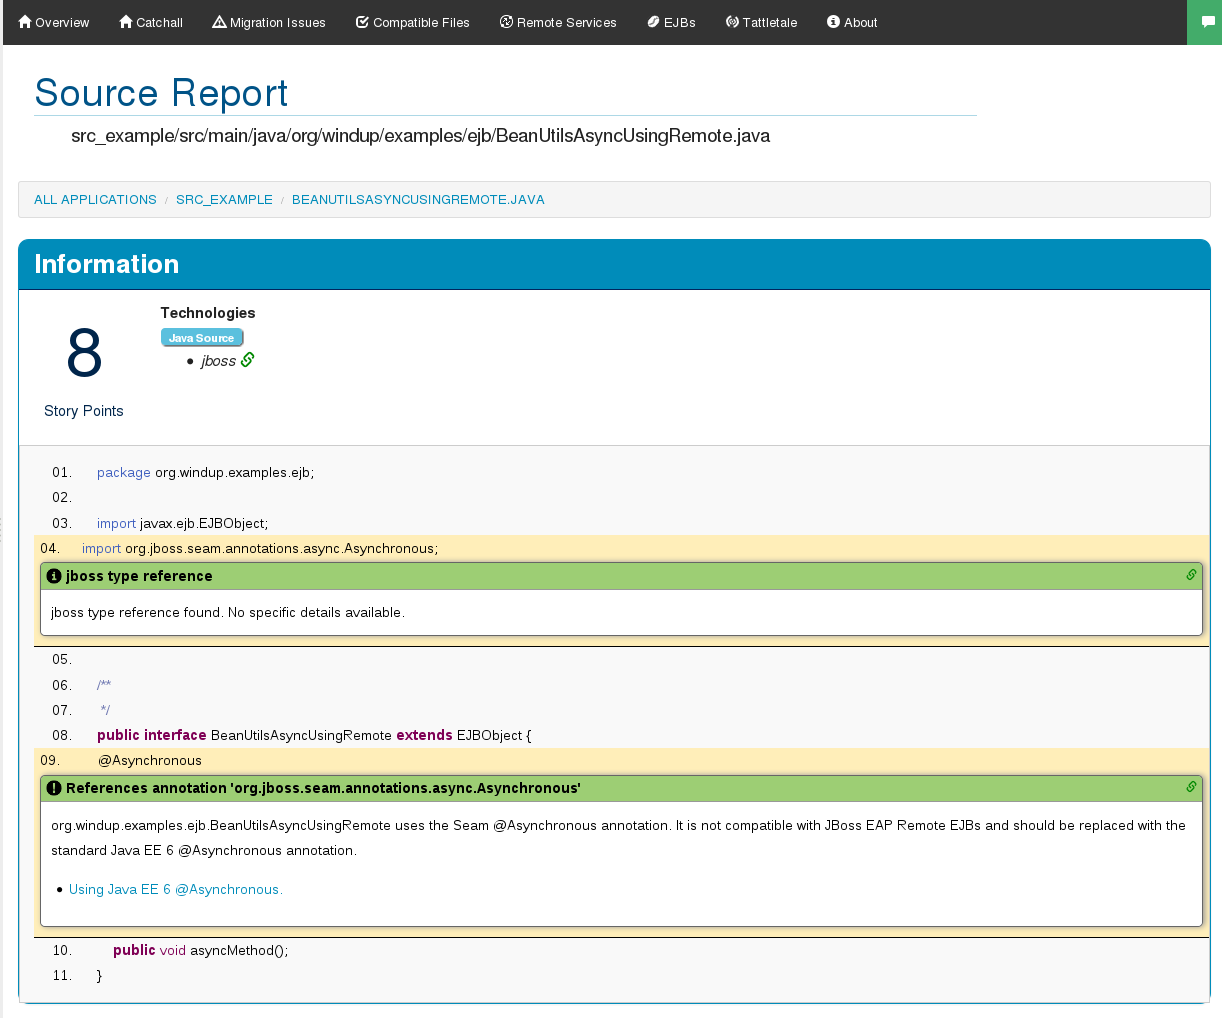 Overview Catchall Migration Issues Compatible Files Remote Services EJBs Tattletale About
Source Report
src_example/src/main/java/org/windup/examples/ejb/BeanUtilsAsyncUsingRemote.java
ALL APPLICATIONS / SRC_EXAMPLE / BEANUTILSASYNCUSINGREMOTE.JAVA
Information
8
Story Points
Technologies
Java Source
• jboss
01. package org.windup.examples.ejb;
02.
03. import javax.ejb.EJBObject;
04. import org.jboss.seam.annotations.async.Asynchronous;
jboss type reference
jboss type reference found. No specific details available.
05.
06. /**
07. */
08. public interface BeanUtilsAsyncUsingRemote extends EJBObject {
09. @Asynchronous
References annotation 'org.jboss.seam.annotations.async.Asynchronous'
org.windup.examples.ejb.BeanUtilsAsyncUsingRemote uses the Seam @Asynchronous annotation. It is not compatible with JBoss EAP Remote EJBs and should be replaced with the
standard Java EE 6 @Asynchronous annotation.
• Using Java EE 6 @Asynchronous.
10. public void asyncMethod();
11. }